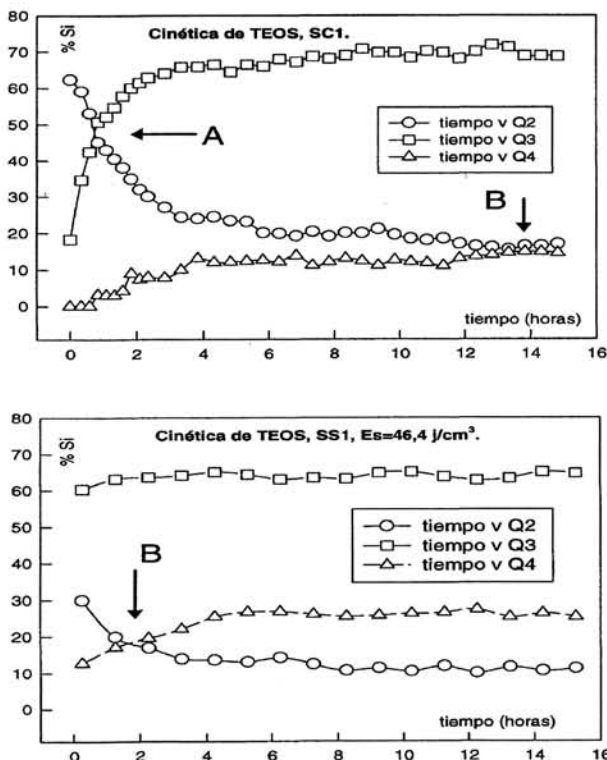 % Si
Cinética de TEOS, SC1.
80
70
60
50
40
30
20
10
0
A
tiempo v Q2
tiempo v Q3
tiempo v Q4
B
tiempo (horas)
0 2 4 6 8 10 12 14 16
% Si
Cinética de TEOS, SS1, Es=46,4 j/cm³.
80
70
60
50
40
30
20
10
0
B
tiempo v Q2
tiempo v Q3
tiempo v Q4
tiempo (horas)
0 2 4 6 8 10 12 14 16